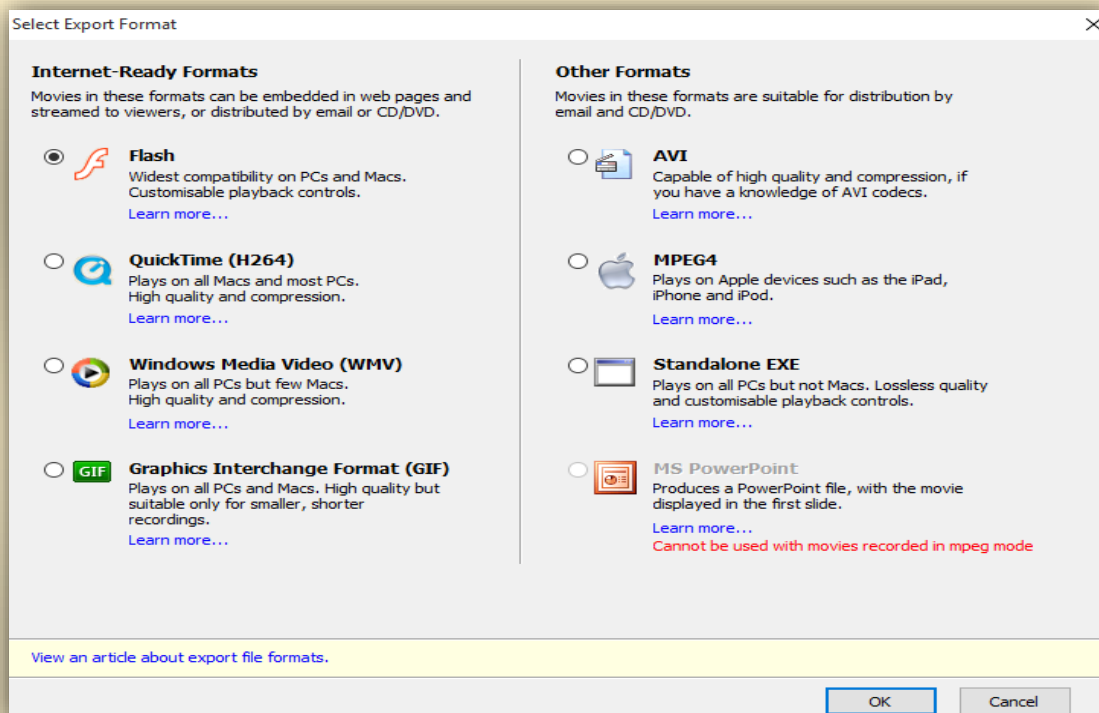 Select Export Format
Internet-Ready Formats
Movies in these formats can be embedded in web pages and
streamed to viewers, or distributed by email or CD/DVD.
Flash
Widest compatibility on PCs and Macs.
Customisable playback controls.
Learn more...
QuickTime (H264)
Plays on all Macs and most PCs.
High quality and compression.
Learn more...
Windows Media Video (WMV)
Plays on all PCs but few Macs.
High quality and compression.
Learn more...
GIF
Graphics Interchange Format (GIF)
Plays on all PCs and Macs. High quality but
suitable only for smaller, shorter
recordings.
Learn more...
Other Formats
Movies in these formats are suitable for distribution by
email and CD/DVD.
AVI
Capable of high quality and compression, if
you have a knowledge of AVI codecs.
Learn more...
MPEG4
Plays on Apple devices such as the iPad,
iPhone and iPod.
Learn more...
Standalone EXE
Plays on all PCs but not Macs. Lossless quality
and customisable playback controls.
Learn more...
MS PowerPoint
Produces a PowerPoint file, with the movie
displayed in the first slide.
Learn more...
Cannot be used with movies recorded in mpeg mode
View an article about export file formats.
OK
Cancel